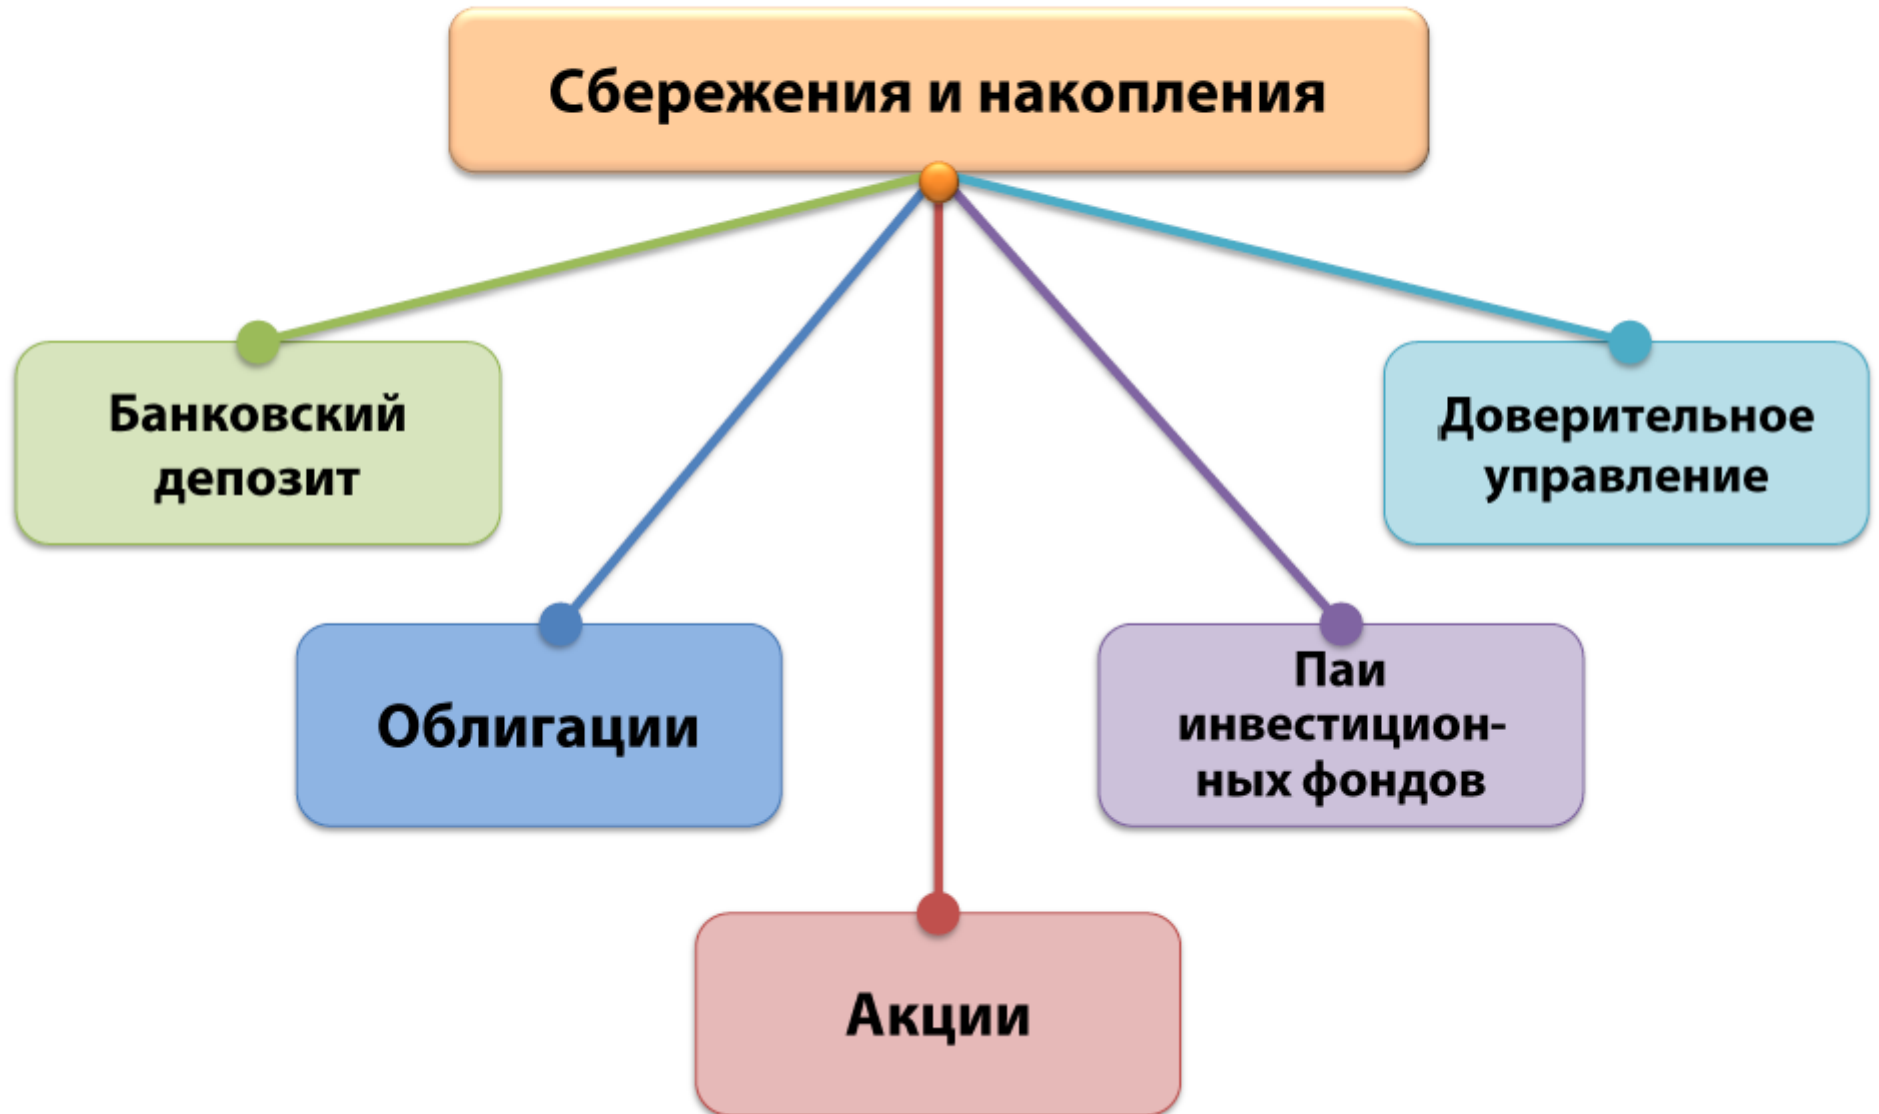 Сбережения и накопления
Банковский
депозит
Доверительное
управление
Облигации
Паи
инвестицион-
ных фондов
Акции